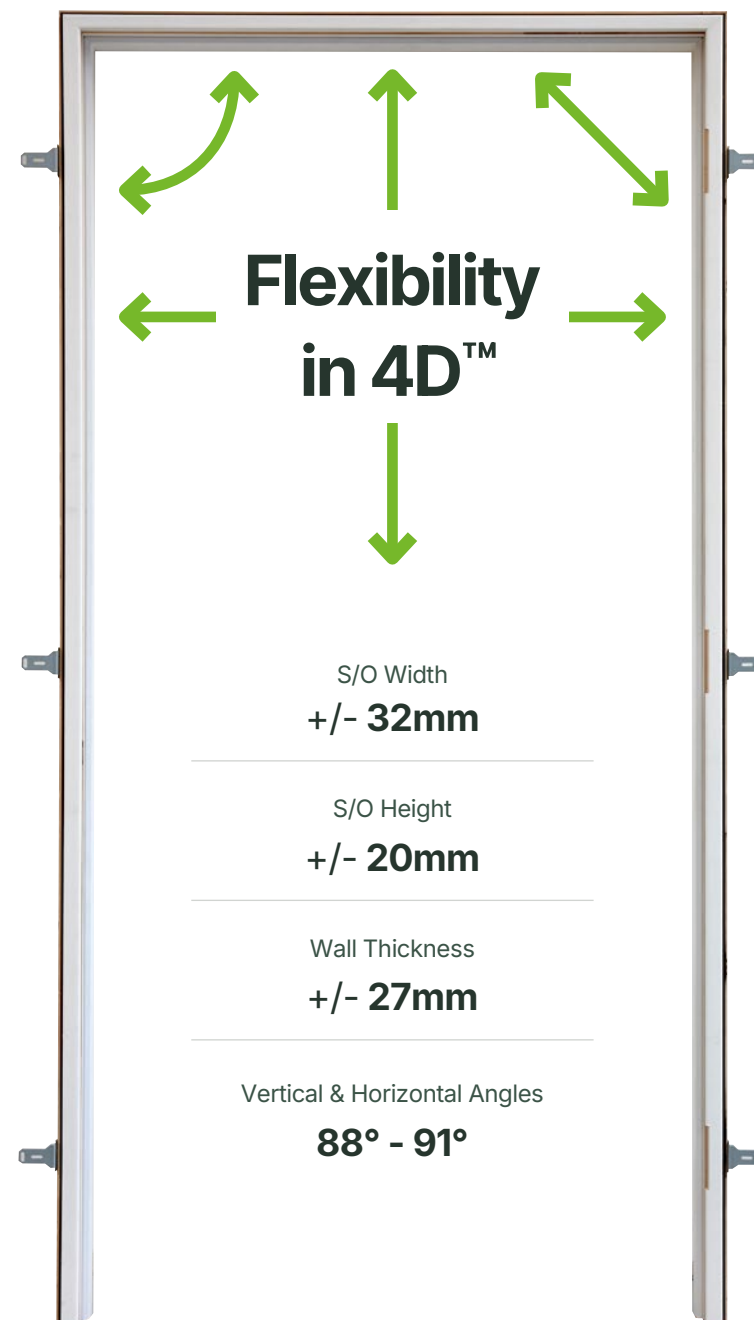 Flexibility
in 4D™
S/O Width
+/- 32mm
S/O Height
+/- 20mm
Wall Thickness
+/- 27mm
Vertical & Horizontal Angles
88° - 91°